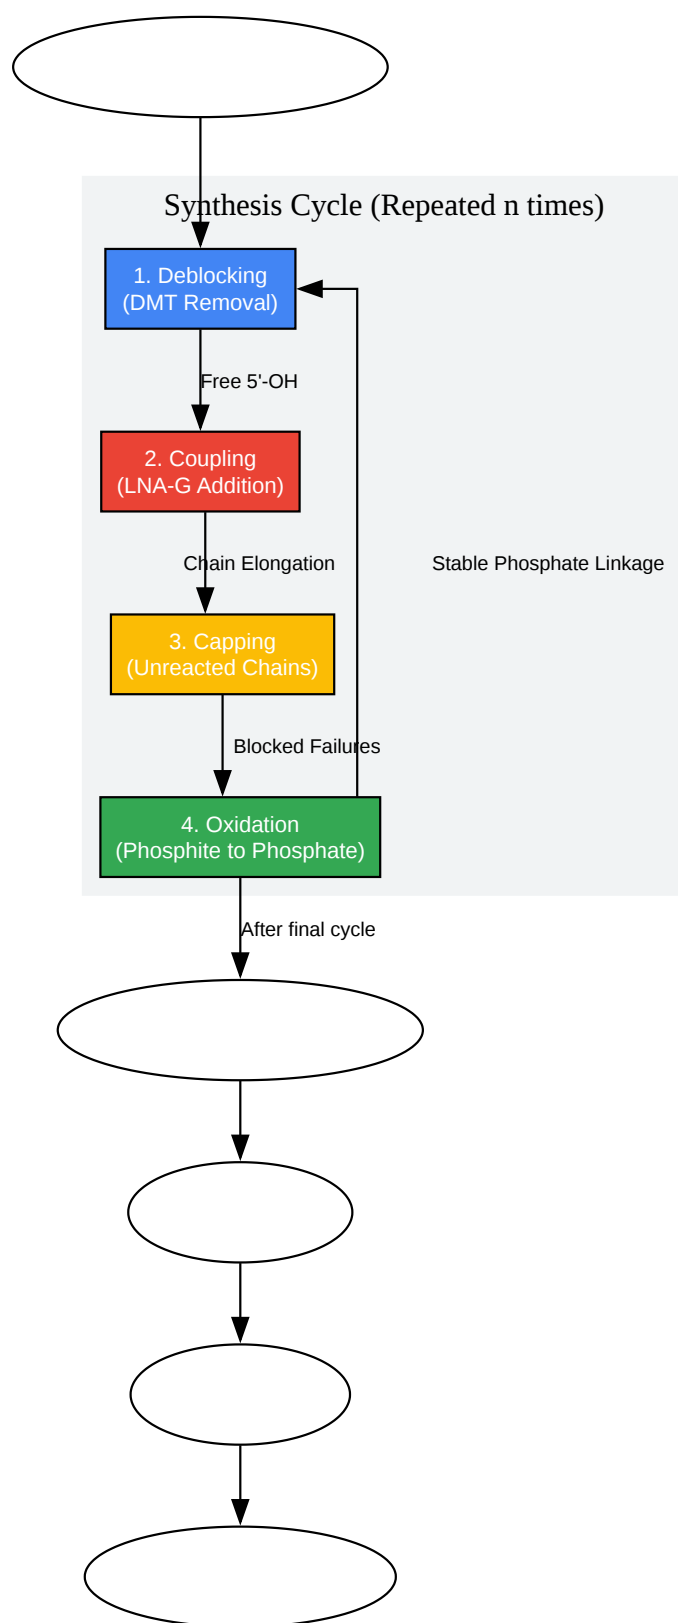 Synthesis Cycle (Repeated n times)
1. Deblocking
(DMT Removal)
Free 5'-OH
2. Coupling
(LNA-G Addition)
Chain Elongation
Stable Phosphate Linkage
3. Capping
(Unreacted Chains)
Blocked Failures
4. Oxidation
(Phosphite to Phosphate)
After final cycle